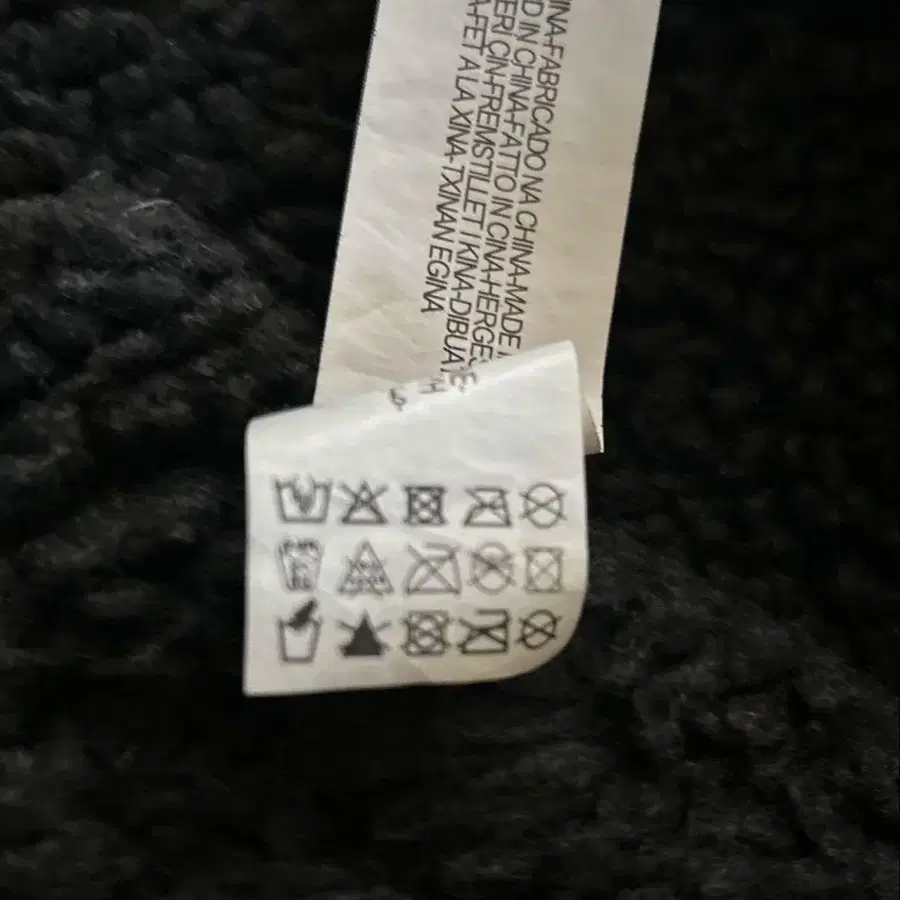 INA-FABRICADO NA CHINA-MADE
D IN CHINA-FATTO IN CINA-HERGES
ERI CIN-FREMSTILLET I KINA-DIBUAT
A-FET A LA XINA-TXINAN EGINA